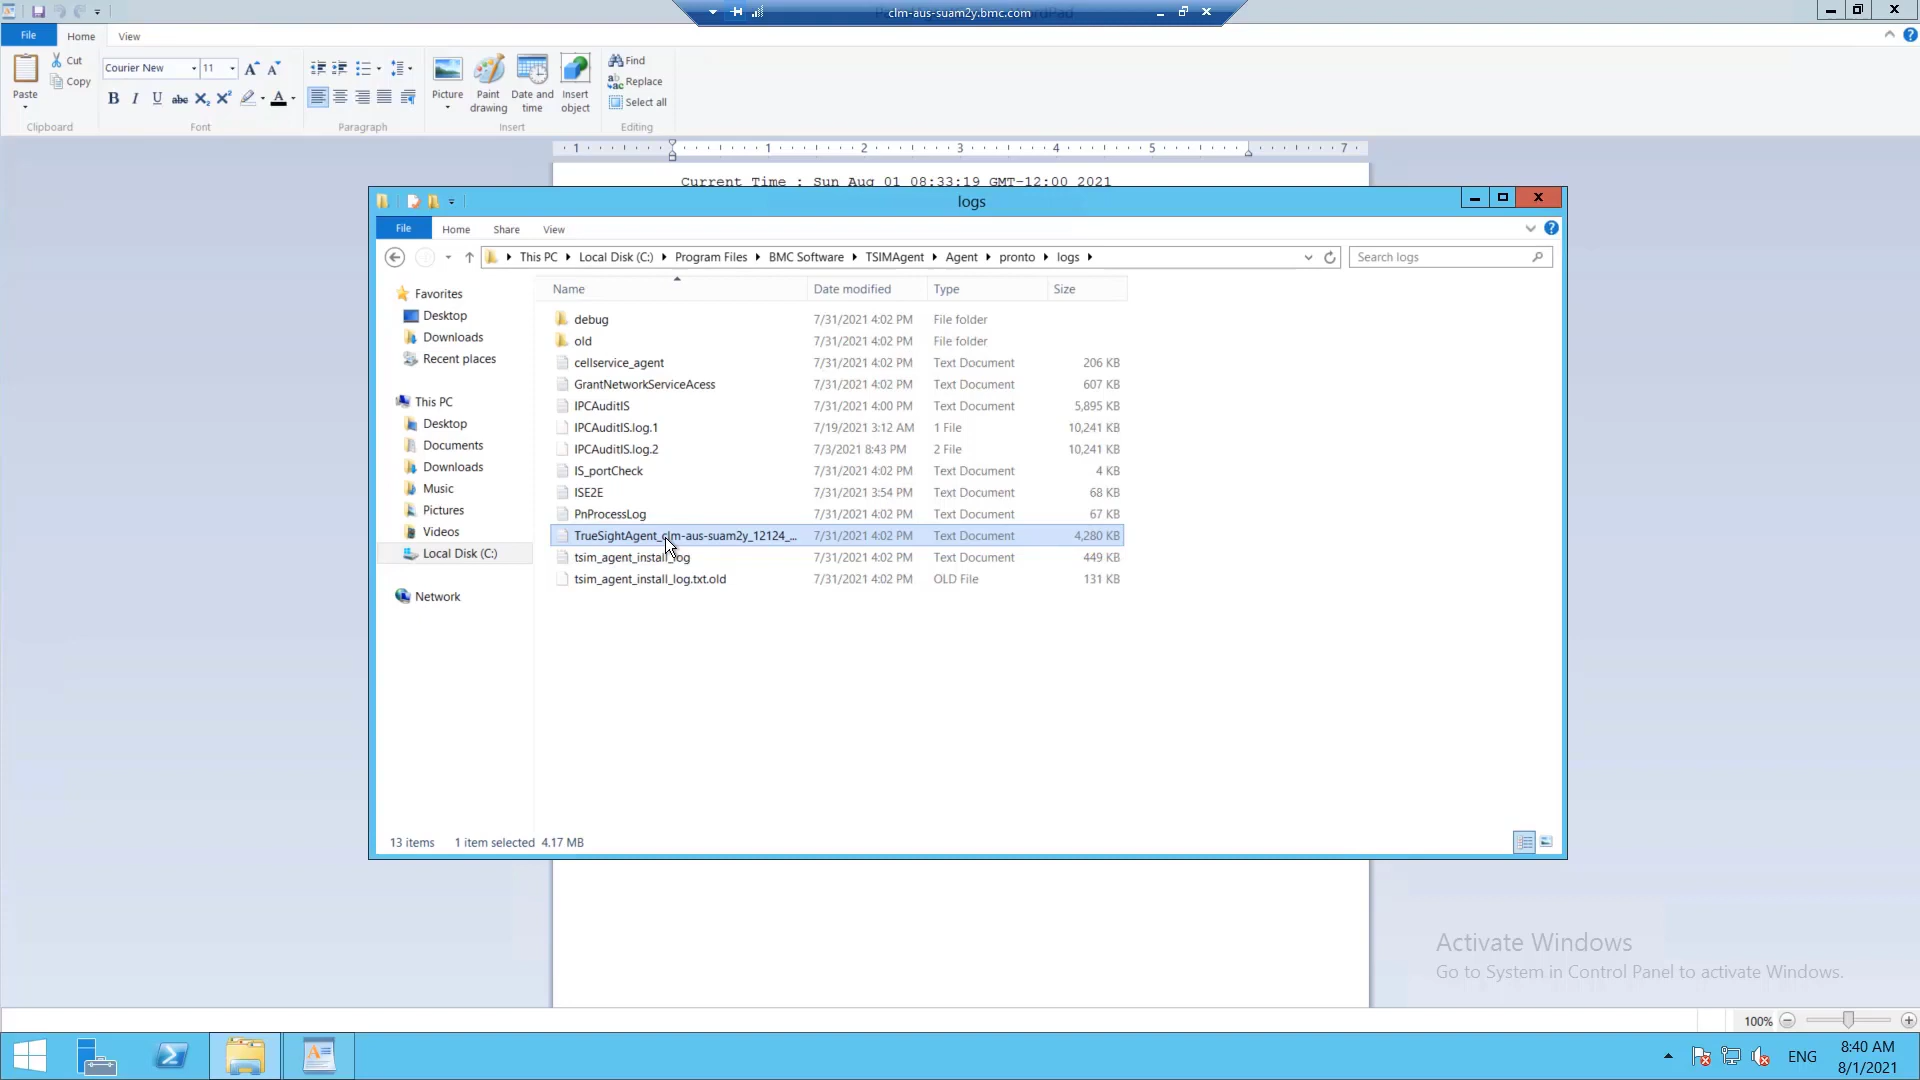 clm-aus-suam2y.bmc.com
File
Home
View
Cut
Copy
Paste
Clipboard
Courier New
11
Font
Paragraph
Picture
Paint drawing
Date and time
Insert object
Insert
Find
Replace
Select all
Editing
1 1 2 3 4 5 7
Current Time : Sun Aug 01 08:33:19 GMT-12:00 2021
logs
File Home Share View
This PC Local Disk (C:) Program Files BMC Software TSIMAgent Agent pronto logs
Search logs
Name Date modified Type Size
Favorites
Desktop
Downloads
Recent places
This PC
Desktop
Documents
Downloads
Music
Pictures
Videos
Local Disk (C:)
Network
debug 7/31/2021 4:02 PM File folder
old 7/31/2021 4:02 PM File folder
cellservice_agent 7/31/2021 4:02 PM Text Document 206 KB
GrantNetworkServiceAcess 7/31/2021 4:02 PM Text Document 607 KB
IPCAuditIS 7/31/2021 4:00 PM Text Document 5,895 KB
IPCAuditIS.log.1 7/19/2021 3:12 AM 1 File 10,241 KB
IPCAuditIS.log.2 7/3/2021 8:43 PM 2 File 10,241 KB
IS_portCheck 7/31/2021 4:02 PM Text Document 4 KB
ISE2E 7/31/2021 3:54 PM Text Document 68 KB
PnProcessLog 7/31/2021 4:02 PM Text Document 67 KB
TrueSightAgent_clm-aus-suam2y_12124_... 7/31/2021 4:02 PM Text Document 4,280 KB
tsim_agent_install_log 7/31/2021 4:02 PM Text Document 449 KB
tsim_agent_install_log.txt.old 7/31/2021 4:02 PM OLD File 131 KB
13 items 1 item selected 4.17 MB
Activate Windows
Go to System in Control Panel to activate Windows.
100%
ENG
8:40 AM
8/1/2021